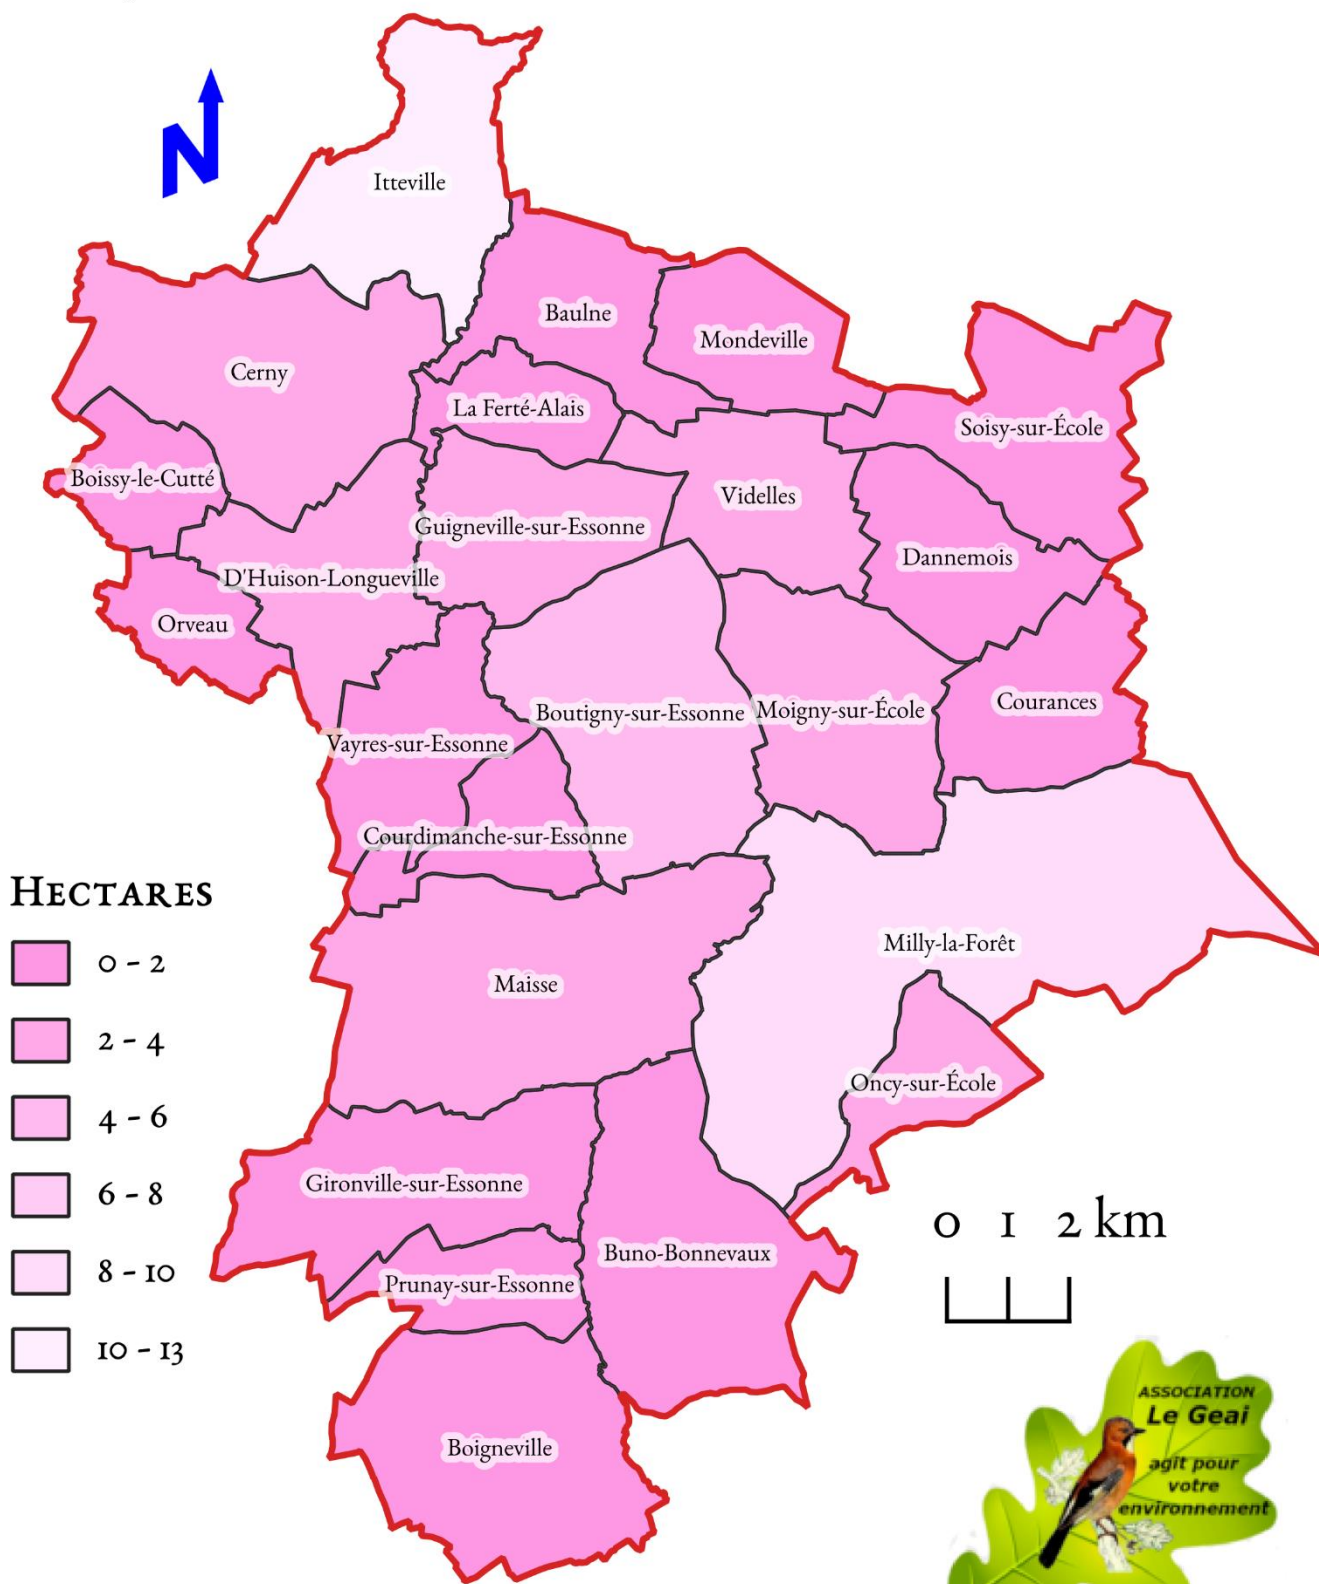 N
Itteville
Baulne
Mondeville
Cerny
La Ferté-Alais
Soisy-sur-École
Boissy-le-Cutté
Videlles
Guigneville-sur-Essonne
Dannemois
D'Huison-Longueville
Orveau
Courances
Boutigny-sur-Essonne
Moigny-sur-École
Vayres-sur-Essonne
Courdimanche-sur-Essonne
Milly-la-Forêt
Maisse
Oncy-sur-École
Gironville-sur-Essonne
Buno-Bonnevaux
Prunay-sur-Essonne
Boigneville
HECTARES
0 - 2
2 - 4
4 - 6
6 - 8
8 - 10
10 - 13
0 1 2 km
ASSOCIATION
Le Geai
agit pour
votre
environnement